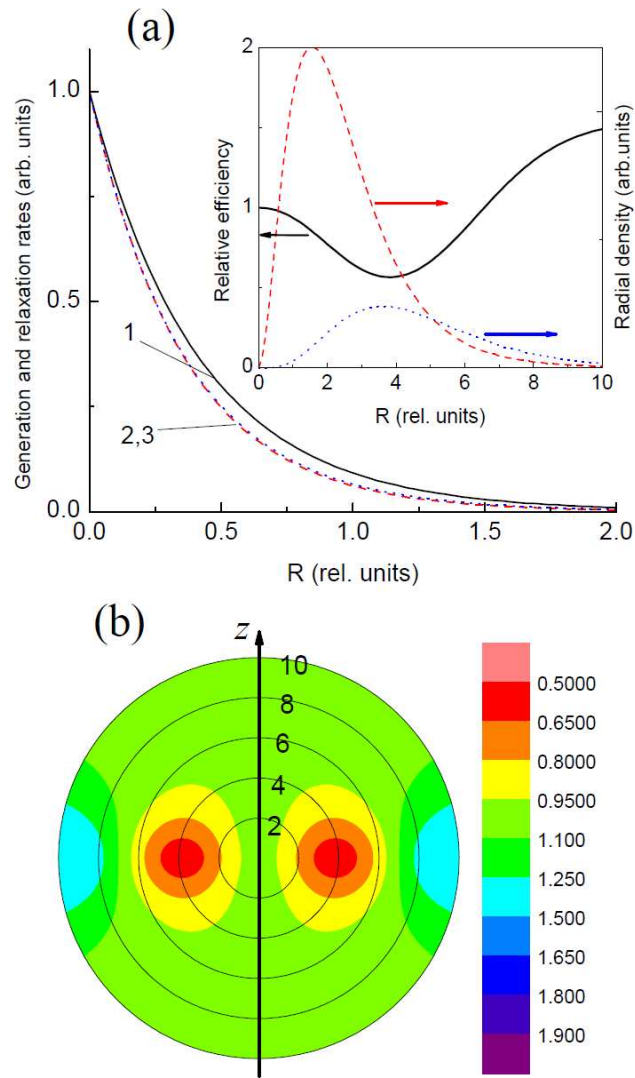 (a)
Generation and relaxation rates (arb. units)
1.0
0.5
0.0
0.0 0.5 1.0 1.5 2.0
R (rel. units)
1
2,3
Relative efficiency
2
1
0
0 2 4 6 8 10
R (rel. units)
Radial density (arb.units)
(b)
z
10
8
6
4
2
0.5000
0.6500
0.8000
0.9500
1.100
1.250
1.500
1.650
1.800
1.900